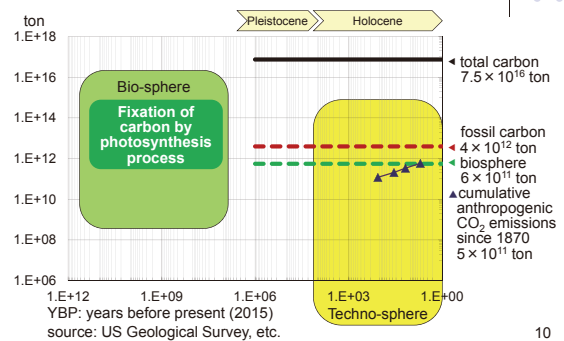 ton
Pleistocene
Holocene
1.E+18
1.E+16
1.E+14
1.E+12
1.E+10
1.E+08
1.E+06
Bio-sphere
Fixation of
carbon by
photosynthesis
process
total carbon
7.5×10¹⁶ ton
fossil carbon
4×10¹² ton
biosphere
6×10¹¹ ton
cumulative
anthropogenic
CO₂ emissions
since 1870
5×10¹¹ ton
1.E+12
1.E+09
1.E+06
1.E+03
1.E+00
YBP: years before present (2015)
Techno-sphere
source: US Geological Survey, etc.
10